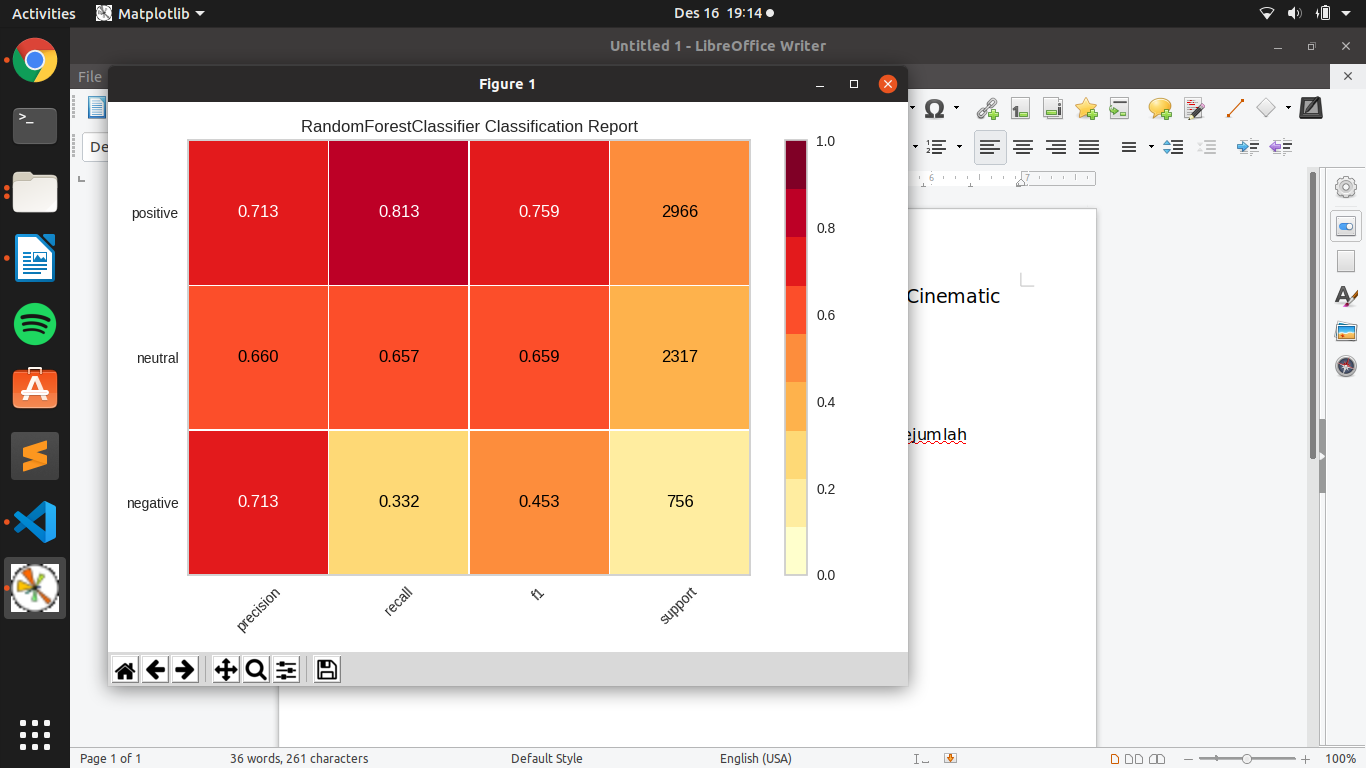 Activities Matplotlib Des 16 19:14
Untitled 1 - LibreOffice Writer
File
Figure 1
De
6 7
RandomForestClassifier Classification Report
positive 0.713 0.813 0.759 2966
neutral 0.660 0.657 0.659 2317
negative 0.713 0.332 0.453 756
precision recall f1 support
1.0
0.8
0.6
0.4
0.2
0.0
Cinematic
ejumlah
Page 1 of 1 36 words, 261 characters Default Style English (USA) 100%